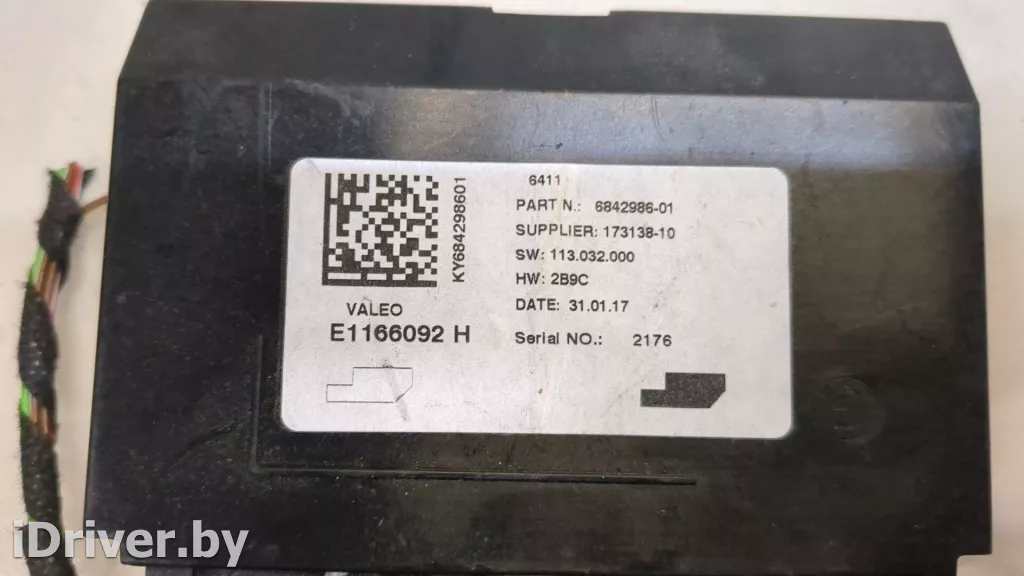 KY684298601
VALEO
E1166092 H
6411
PART N.: 6842986-01
SUPPLIER: 173138-10
SW: 113.032.000
HW: 2B9C
DATE: 31.01.17
Serial NO.: 2176
iDriver.by